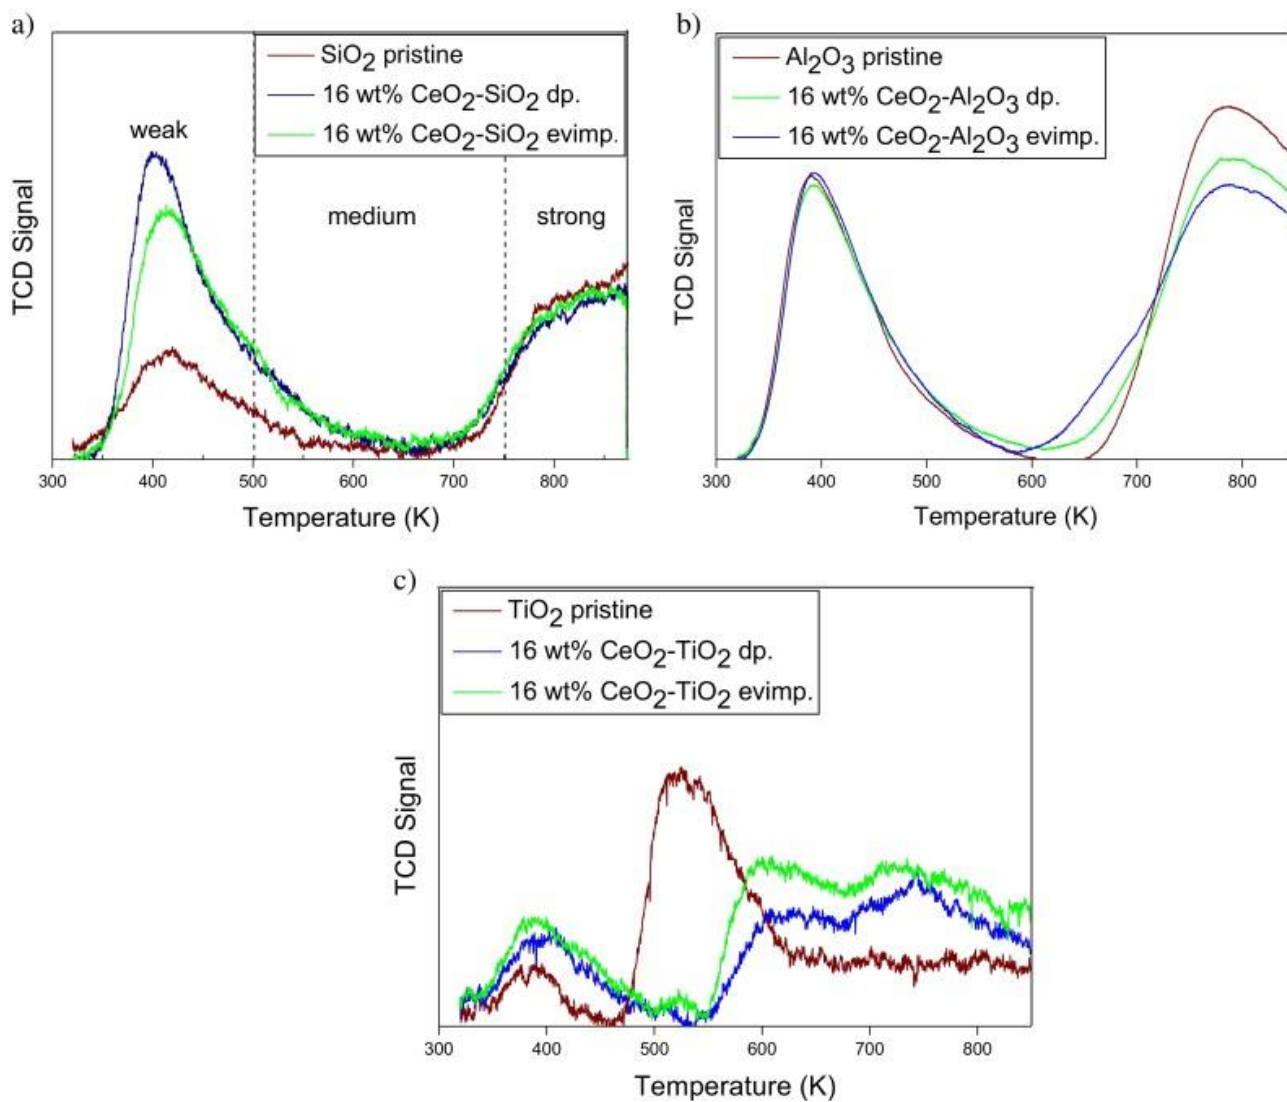 a)
SiO2 pristine
16 wt% CeO2-SiO2 dp.
16 wt% CeO2-SiO2 evimp.
weak
medium
strong
TCD Signal
300 400 500 600 700 800
Temperature (K)
b)
Al2O3 pristine
16 wt% CeO2-Al2O3 dp.
16 wt% CeO2-Al2O3 evimp.
TCD Signal
300 400 500 600 700 800
Temperature (K)
c)
TiO2 pristine
16 wt% CeO2-TiO2 dp.
16 wt% CeO2-TiO2 evimp.
TCD Signal
300 400 500 600 700 800
Temperature (K)